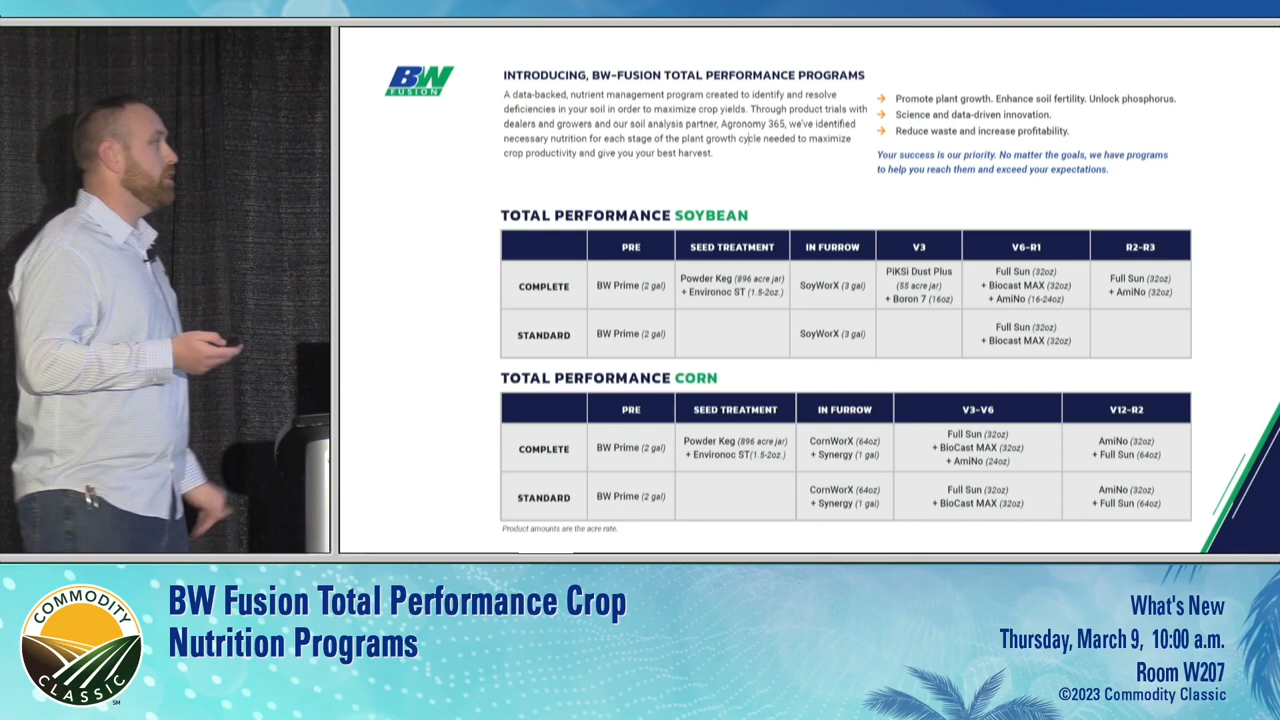 BW
FUSION
INTRODUCING, BW-FUSION TOTAL PERFORMANCE PROGRAMS
A data-backed, nutrient management program created to identify and resolve
deficiencies in your soil in order to maximize crop yields. Through product trials with
dealers and growers and our soil analysis partner, Agronomy 365, we've identified
necessary nutrition for each stage of the plant growth cycle needed to maximize
crop productivity and give you your best harvest.
Promote plant growth. Enhance soil fertility. Unlock phosphorus.
Science and data-driven innovation.
Reduce waste and increase profitability.
Your success is our priority. No matter the goals, we have programs
to help you reach them and exceed your expectations.
TOTAL PERFORMANCE SOYBEAN
PRE SEED TREATMENT IN FURROW V3 V6-R1 R2-R3
COMPLETE
BW Prime (2 gal)
Powder Keg (896 acre jar)
+ Environoc ST (1.5-2oz.)
SoyWorX (3 gal)
PiKSi Dust Plus
(55 acre jar)
+ Boron 7 (16oz)
Full Sun (32oz)
+ Biocast MAX (32oz)
+ AmiNo (16-24oz)
Full Sun (32oz)
+ AmiNo (32oz)
STANDARD
BW Prime (2 gal)
SoyWorX (3 gal)
Full Sun (32oz)
+ Biocast MAX (32oz)
TOTAL PERFORMANCE CORN
PRE SEED TREATMENT IN FURROW V3-V6 V12-R2
COMPLETE
BW Prime (2 gal)
Powder Keg (896 acre jar)
+ Environoc ST(1.5-2oz.)
CornWorX (64oz)
+ Synergy (1 gal)
Full Sun (32oz)
+ BioCast MAX (32oz)
+ AmiNo (24oz)
AmiNo (32oz)
+ Full Sun (64oz)
STANDARD
BW Prime (2 gal)
CornWorX (64oz)
+ Synergy (1 gal)
Full Sun (32oz)
+ BioCast MAX (32oz)
AmiNo (32oz)
+ Full Sun (64oz)
Product amounts are the acre rate.
COMMODITY
CLASSIC
SM
BW Fusion Total Performance Crop
Nutrition Programs
What's New
Thursday, March 9, 10:00 a.m.
Room W207
©2023 Commodity Classic